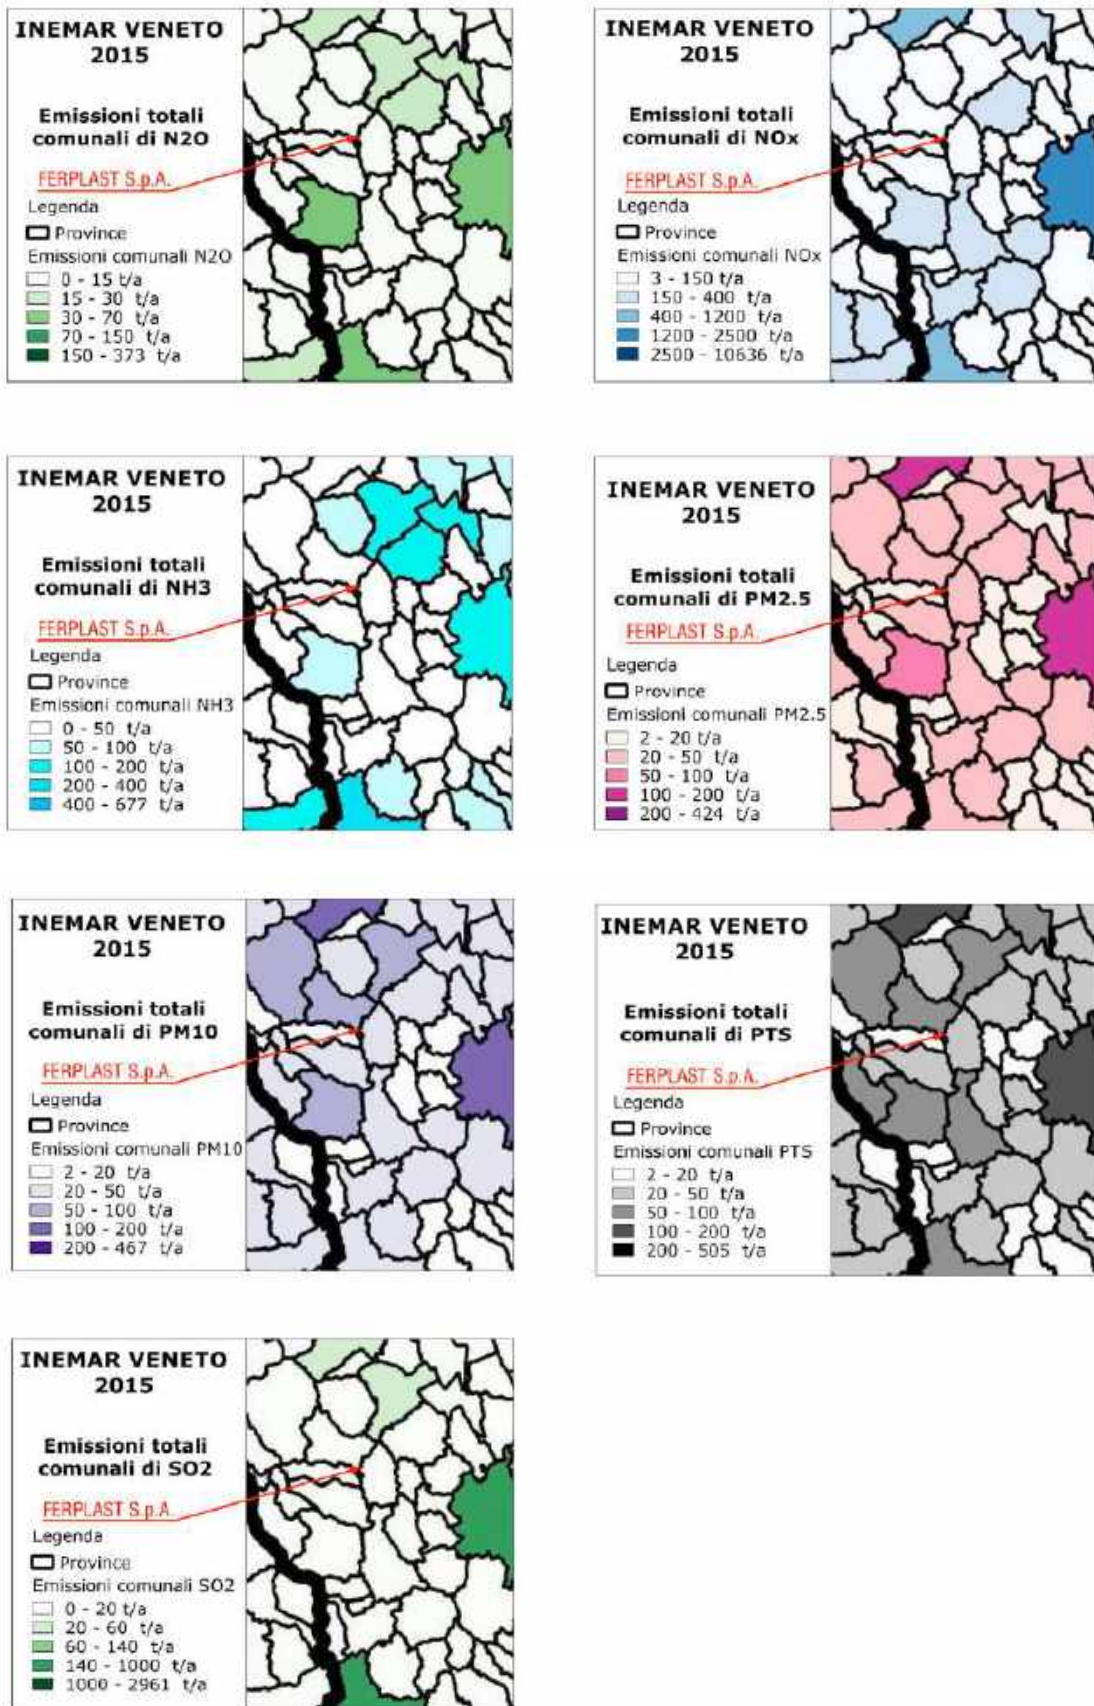 INEMAR VENETO
2015
Emissioni totali
comunali di N2O
FERPLAST S.p.A.
Legenda
Province
Emissioni comunali N2O
0 - 15 t/a
15 - 30 t/a
30 - 70 t/a
70 - 150 t/a
150 - 373 t/a
INEMAR VENETO
2015
Emissioni totali
comunali di NOx
FERPLAST S.p.A.
Legenda
Province
Emissioni comunali NOx
3 - 150 t/a
150 - 400 t/a
400 - 1200 t/a
1200 - 2500 t/a
2500 - 10636 t/a
INEMAR VENETO
2015
Emissioni totali
comunali di NH3
FERPLAST S.p.A.
Legenda
Province
Emissioni comunali NH3
0 - 50 t/a
50 - 100 t/a
100 - 200 t/a
200 - 400 t/a
400 - 677 t/a
INEMAR VENETO
2015
Emissioni totali
comunali di PM2.5
FERPLAST S.p.A.
Legenda
Province
Emissioni comunali PM2.5
2 - 20 t/a
20 - 50 t/a
50 - 100 t/a
100 - 200 t/a
200 - 424 t/a
INEMAR VENETO
2015
Emissioni totali
comunali di PM10
FERPLAST S.p.A.
Legenda
Province
Emissioni comunali PM10
2 - 20 t/a
20 - 50 t/a
50 - 100 t/a
100 - 200 t/a
200 - 467 t/a
INEMAR VENETO
2015
Emissioni totali
comunali di PTS
FERPLAST S.p.A.
Legenda
Province
Emissioni comunali PTS
2 - 20 t/a
20 - 50 t/a
50 - 100 t/a
100 - 200 t/a
200 - 505 t/a
INEMAR VENETO
2015
Emissioni totali
comunali di SO2
FERPLAST S.p.A.
Legenda
Province
Emissioni comunali SO2
0 - 20 t/a
20 - 60 t/a
60 - 140 t/a
140 - 1000 t/a
1000 - 2961 t/a